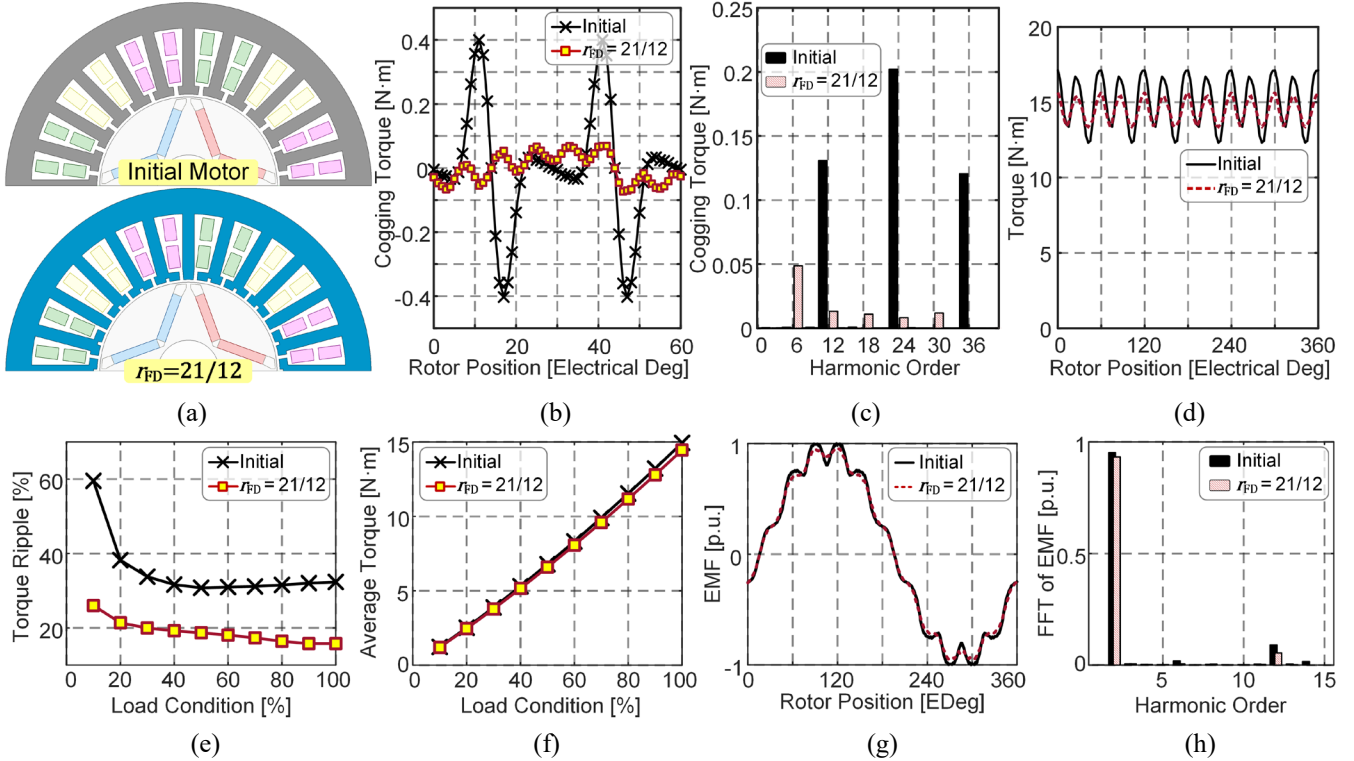 Initial Motor
rFD=21/12
(a)
Cogging Torque [N·m]
0.4
0.2
0
-0.2
-0.4
Initial
rFD = 21/12
0 20 40 60
Rotor Position [Electrical Deg]
(b)
Cogging Torque [N·m]
0.25
0.20
0.15
0.1
0.05
0
Initial
rFD = 21/12
0 6 12 18 24 30 36
Harmonic Order
(c)
Torque [N·m]
20
15
10
5
0
Initial
rFD = 21/12
0 120 240 360
Rotor Position [Electrical Deg]
(d)
Torque Ripple [%]
60
40
20
Initial
rFD = 21/12
0 20 40 60 80 100
Load Condition [%]
(e)
Average Torque [N·m]
15
10
5
0
Initial
rFD = 21/12
0 20 40 60 80 100
Load Condition [%]
(f)
EMF [p.u.]
1
0
-1
Initial
rFD = 21/12
0 120 240 360
Rotor Position [EDeg]
(g)
FFT of EMF [p.u.]
1
0.5
0
Initial
rFD = 21/12
5 10 15
Harmonic Order
(h)